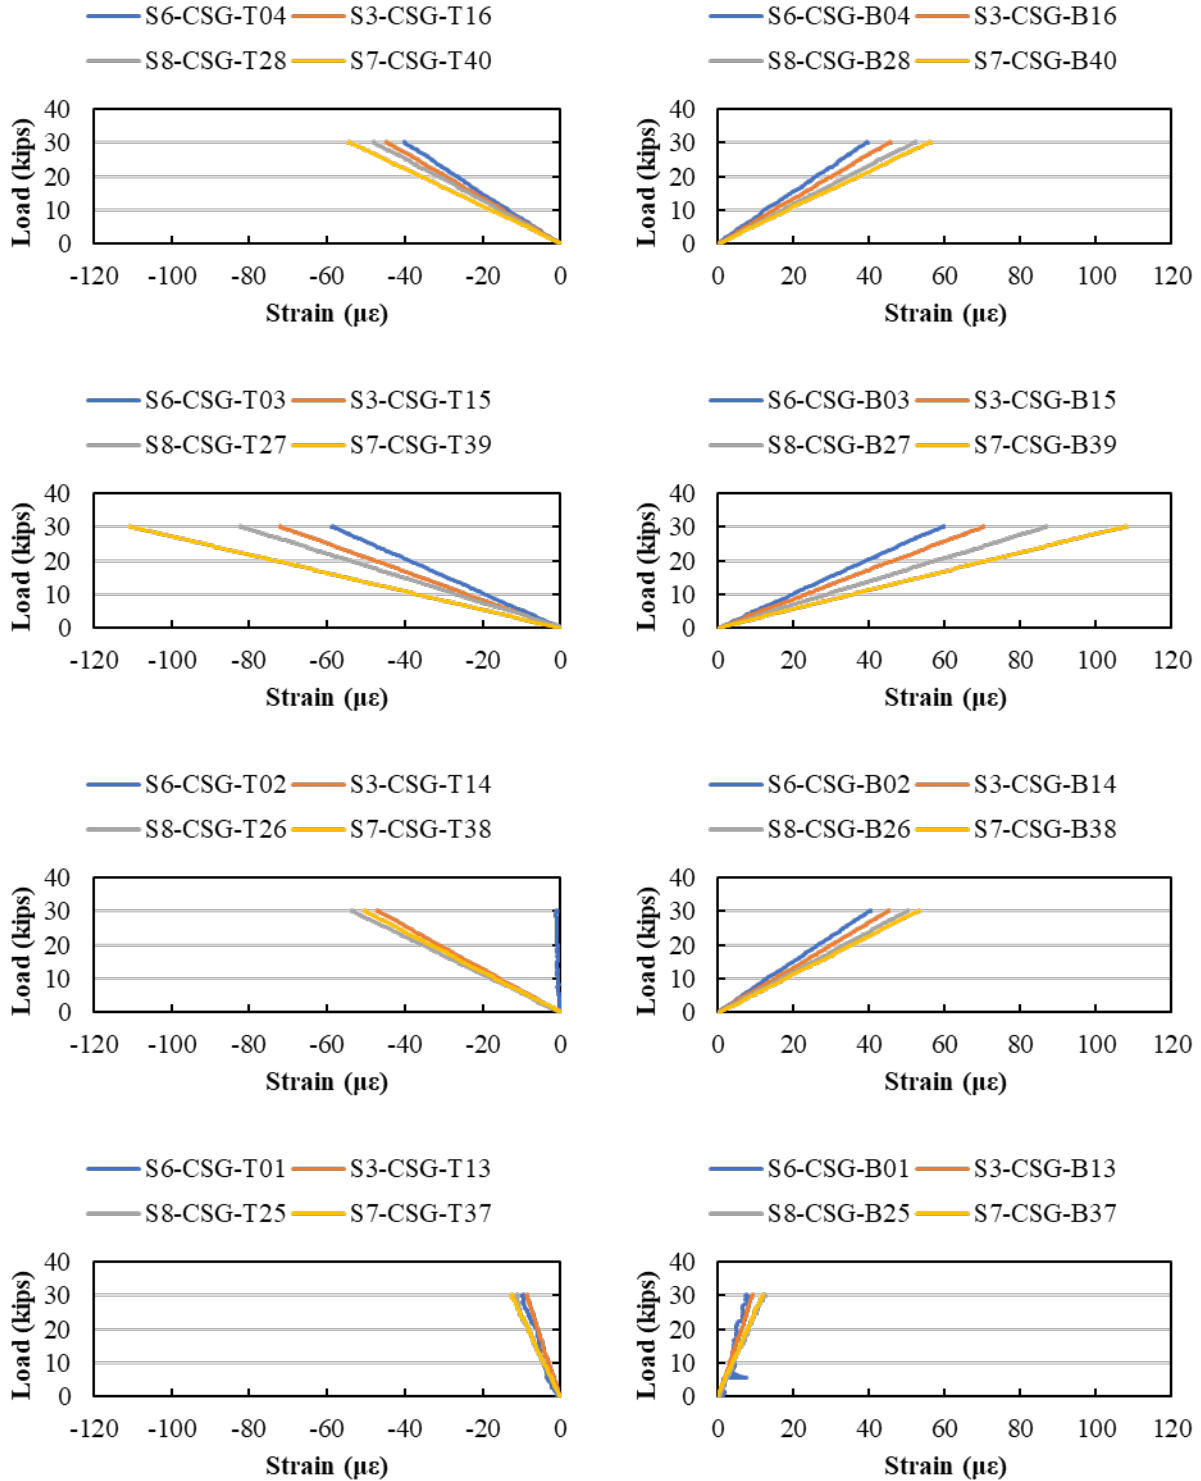 S6-CSG-T04 S3-CSG-T16
S8-CSG-T28 S7-CSG-T40
40
30
20
10
0
Load (kips)
-120 -100 -80 -60 -40 -20 0
Strain (με)
S6-CSG-B04 S3-CSG-B16
S8-CSG-B28 S7-CSG-B40
40
30
20
10
0
Load (kips)
0 20 40 60 80 100 120
Strain (με)
S6-CSG-T03 S3-CSG-T15
S8-CSG-T27 S7-CSG-T39
40
30
20
10
0
Load (kips)
-120 -100 -80 -60 -40 -20 0
Strain (με)
S6-CSG-B03 S3-CSG-B15
S8-CSG-B27 S7-CSG-B39
40
30
20
10
0
Load (kips)
0 20 40 60 80 100 120
Strain (με)
S6-CSG-T02 S3-CSG-T14
S8-CSG-T26 S7-CSG-T38
40
30
20
10
0
Load (kips)
-120 -100 -80 -60 -40 -20 0
Strain (με)
S6-CSG-B02 S3-CSG-B14
S8-CSG-B26 S7-CSG-B38
40
30
20
10
0
Load (kips)
0 20 40 60 80 100 120
Strain (με)
S6-CSG-T01 S3-CSG-T13
S8-CSG-T25 S7-CSG-T37
40
30
20
10
0
Load (kips)
-120 -100 -80 -60 -40 -20 0
Strain (με)
S6-CSG-B01 S3-CSG-B13
S8-CSG-B25 S7-CSG-B37
40
30
20
10
0
Load (kips)
0 20 40 60 80 100 120
Strain (με)